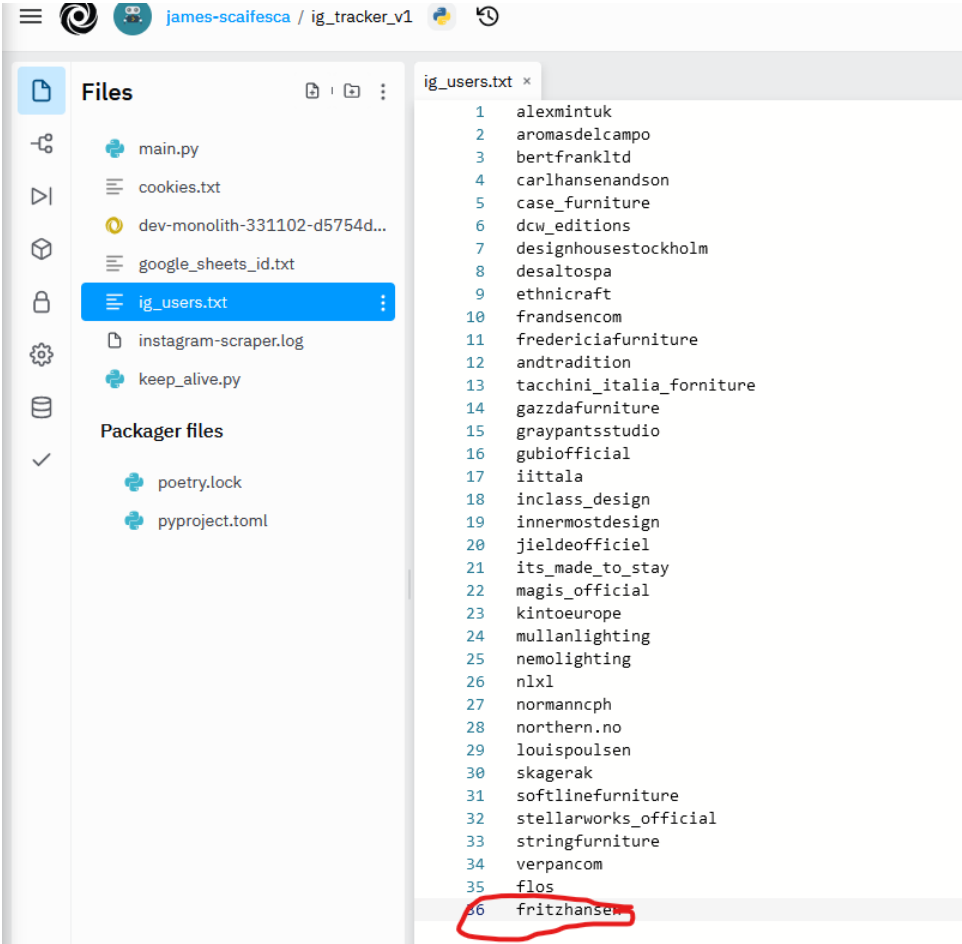 james-scaifesca / ig_tracker_v1
Files
main.py
cookies.txt
dev-monolith-331102-d5754d...
google_sheets_id.txt
ig_users.txt
instagram-scraper.log
keep_alive.py
Packager files
poetry.lock
pyproject.toml
ig_users.txt ×
1 alexmintuk
2 aromasdelcampo
3 bertfrankltd
4 carlhansenandson
5 case_furniture
6 dcw_editions
7 designhousestockholm
8 desaltospa
9 ethnicraft
10 frandsencom
11 fredericiafurniture
12 andtradition
13 tacchini_italia_forniture
14 gazzdafurniture
15 graypantsstudio
16 gubiofficial
17 iittala
18 inclass_design
19 innermostdesign
20 jieldeofficiel
21 its_made_to_stay
22 magis_official
23 kintoeurope
24 mullanlighting
25 nemolighting
26 nlxl
27 normanncph
28 northern.no
29 louispoulsen
30 skagerak
31 softlinefurniture
32 stellarworks_official
33 stringfurniture
34 verpancom
35 flos
36 fritzhansen